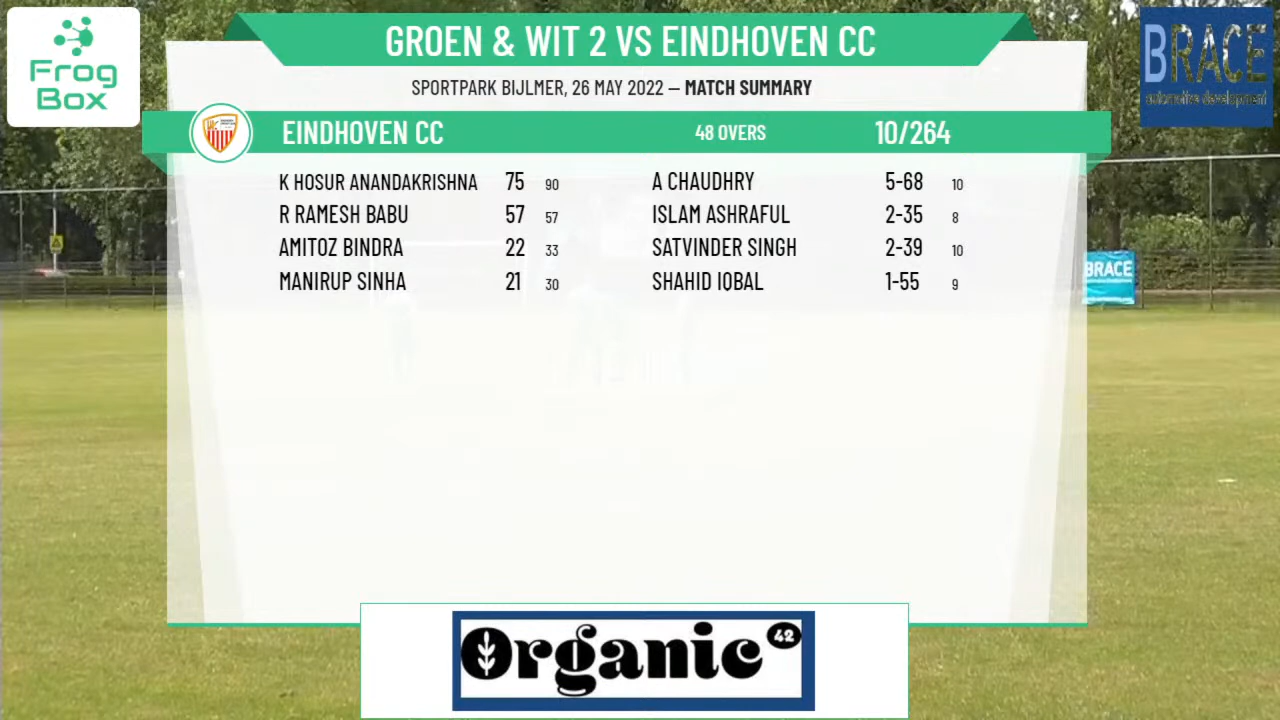 Frog
Box
GROEN & WIT 2 VS EINDHOVEN CC
BRACE
automotive development
SPORTPARK BIJLMER, 26 MAY 2022 – MATCH SUMMARY
EINDHOVEN CC 48 OVERS 10/264
K HOSUR ANANDAKRISHNA 75 90 A CHAUDHRY 5-68 10
R RAMESH BABU 57 57 ISLAM ASHRAFUL 2-35 8
AMITOZ BINDRA 22 33 SATVINDER SINGH 2-39 10
MANIRUP SINHA 21 30 SHAHID IQBAL 1-55 9
BRACE
Organic 42